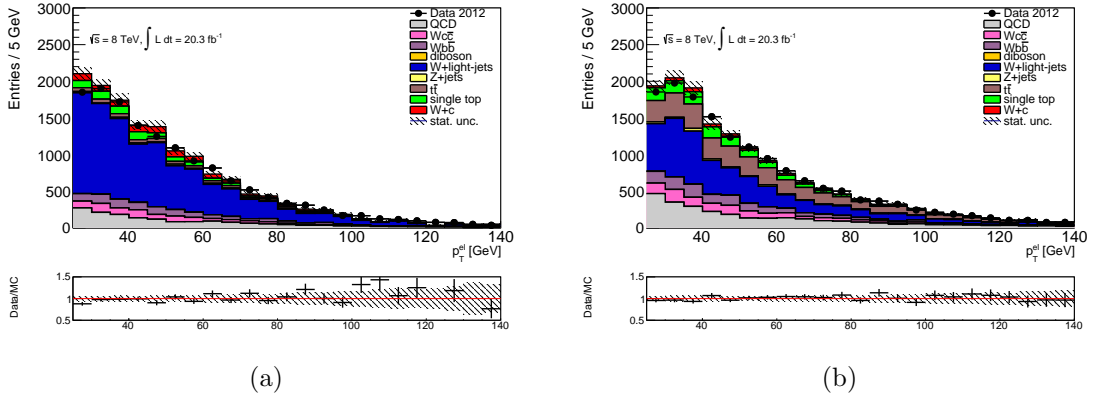 Entries / 5 GeV
3000
2500
2000
1500
1000
500
0
√s = 8 TeV, ∫ L dt = 20.3 fb⁻¹
Data 2012
QCD
Wcc̅
Wbb̅
diboson
W+light-jets
Z+jets
tt̅
single top
W+c
stat. unc.
40 60 80 100 120 140
p_T^el [GeV]
Data/MC
1.5
1
0.5
40 60 80 100 120 140
(a)
Entries / 5 GeV
3000
2500
2000
1500
1000
500
0
√s = 8 TeV, ∫ L dt = 20.3 fb⁻¹
Data 2012
QCD
Wcc̅
Wbb̅
diboson
W+light-jets
Z+jets
tt̅
single top
W+c
stat. unc.
40 60 80 100 120 140
p_T^el [GeV]
Data/MC
1.5
1
0.5
40 60 80 100 120 140
(b)